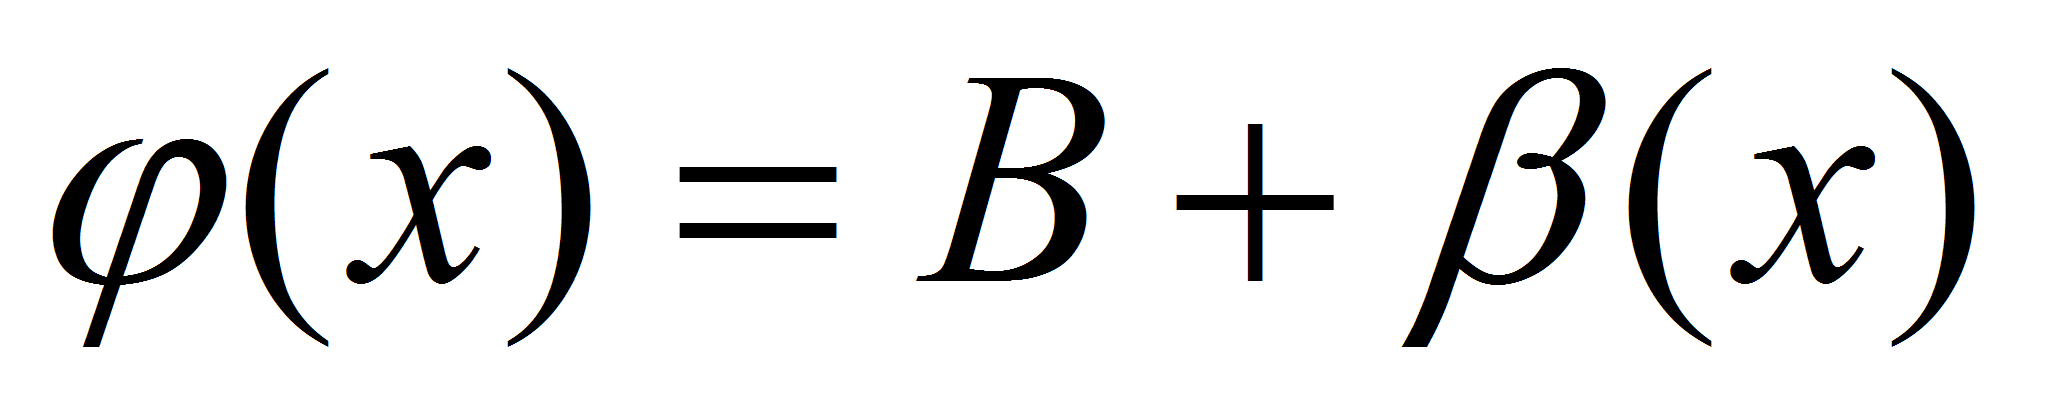 φ(x) = B + β(x)